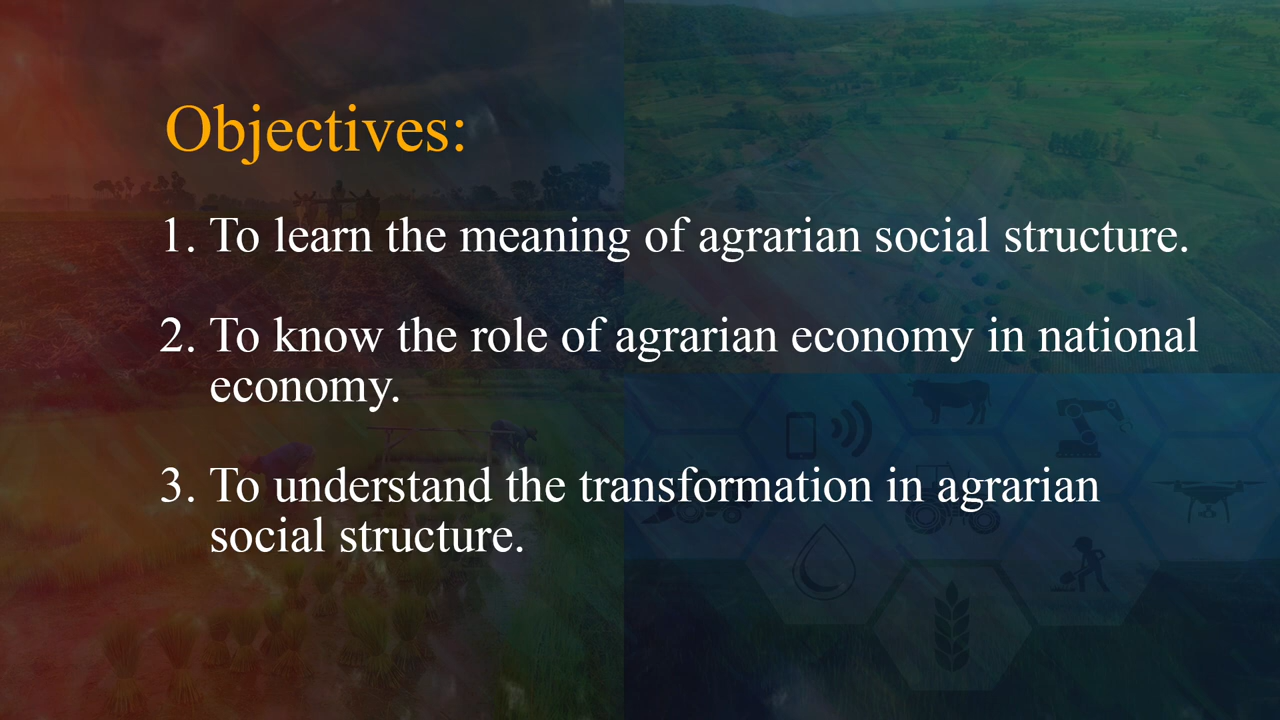 Objectives:
1. To learn the meaning of agrarian social structure.
2. To know the role of agrarian economy in national
economy.
3. To understand the transformation in agrarian
social structure.